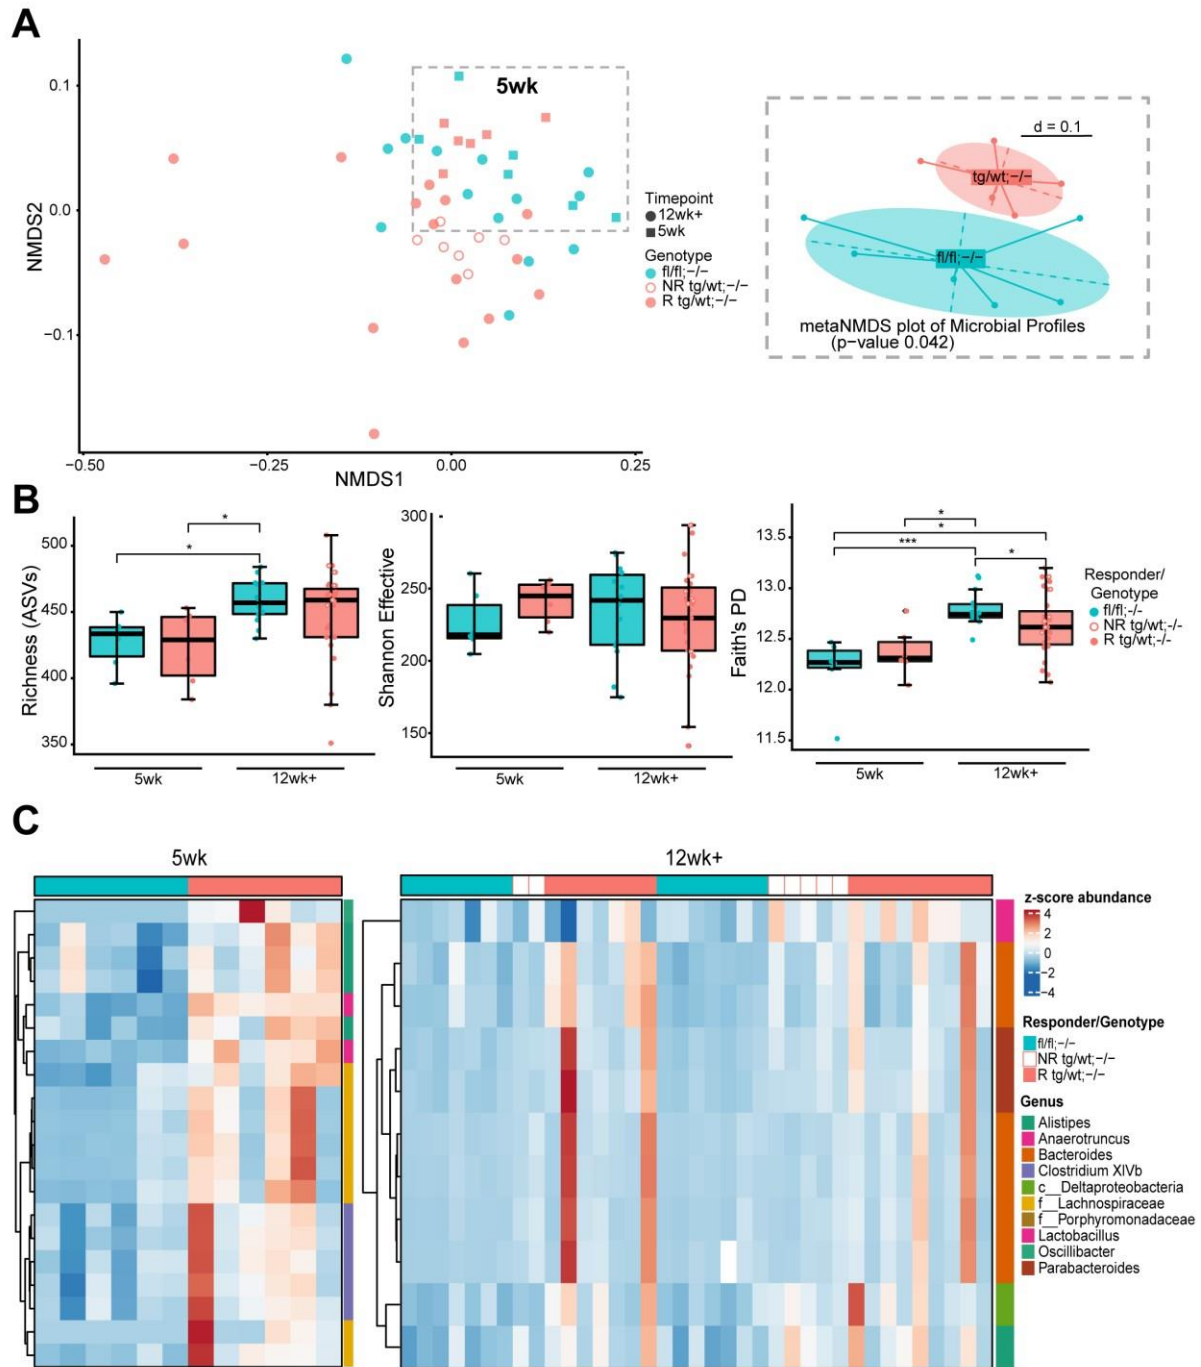 A
0.1
0.0
−0.1
NMDS2
−0.50
−0.25
0.00
0.25
NMDS1
5wk
Timepoint
12wk+
5wk
Genotype
fl/fl;−/−
NR tg/wt;−/−
R tg/wt;−/−
d = 0.1
tg/wt;−/−
fl/fl;−/−
metaNMDS plot of Microbial Profiles
(p−value 0.042)
B
Richness (ASVs)
500
450
400
350
*
*
5wk
12wk+
Shannon Effective
300
250
200
150
5wk
12wk+
Faith's PD
13.5
13.0
12.5
12.0
11.5
*
*
***
*
5wk
12wk+
Responder/
Genotype
fl/fl;-/-
NR tg/wt;-/-
R tg/wt;-/-
C
5wk
12wk+
z-score abundance
4
2
0
−2
−4
Responder/Genotype
fl/fl;−/−
NR tg/wt;−/−
R tg/wt;−/−
Genus
Alistipes
Anaerotruncus
Bacteroides
Clostridium XIVb
c__Deltaproteobacteria
f__Lachnospiraceae
f__Porphyromonadaceae
Lactobacillus
Oscillibacter
Parabacteroides